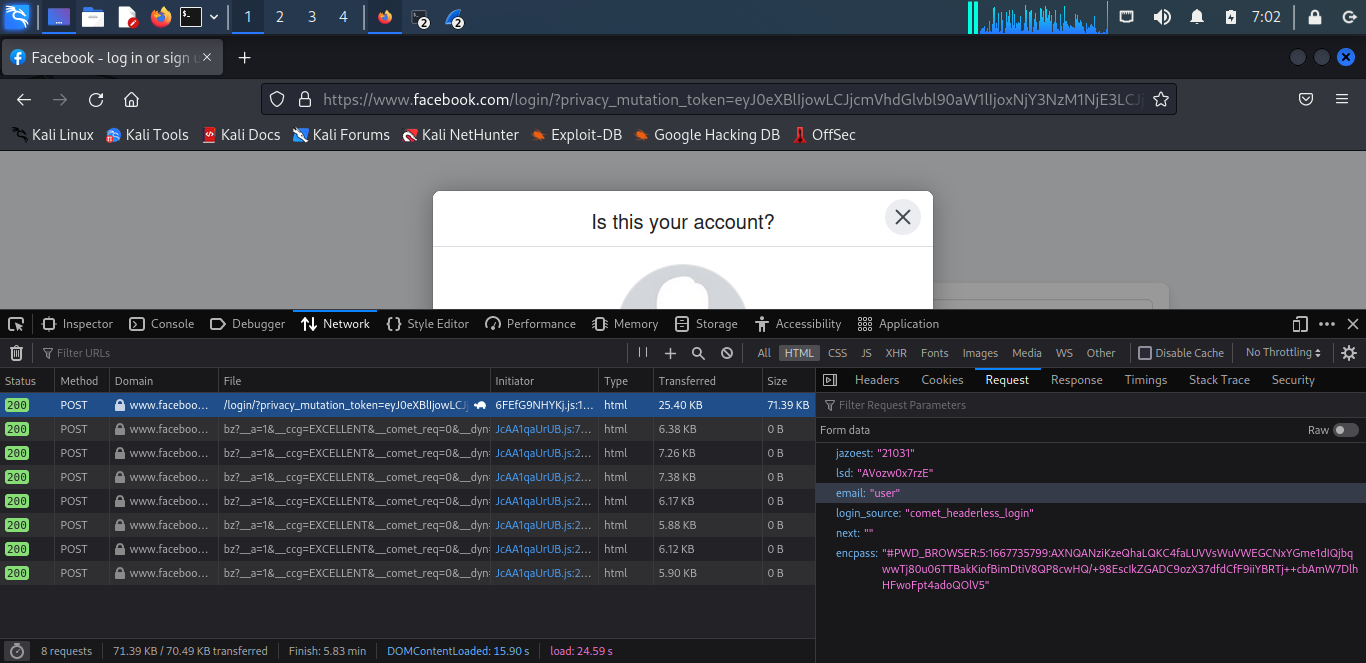 1 2 3 4 2 2 7:02
Facebook - log in or sign u
https://www.facebook.com/login/?privacy_mutation_token=eyJ0eXBlIjowLCJjcmVhdGlvbl90aW1lIjoxNjY3NzM1NjE3LCJ
Kali Linux Kali Tools Kali Docs Kali Forums Kali NetHunter Exploit-DB Google Hacking DB OffSec
Is this your account?
Inspector Console Debugger Network Style Editor Performance Memory Storage Accessibility Application
Filter URLs All HTML CSS JS XHR Fonts Images Media WS Other Disable Cache No Throttling
Status Method Domain File Initiator Type Transferred Size
200 POST www.faceboo... /login/?privacy_mutation_token=eyJ0eXBlIjowLCJ 6FEfG9NHYKj.js:1... html 25.40 KB 71.39 KB
200 POST www.faceboo... bz?__a=1&__ccg=EXCELLENT&__comet_req=0&__dyn= JcAA1qaUrUB.js:7... html 6.38 KB 0 B
200 POST www.faceboo... bz?__a=1&__ccg=EXCELLENT&__comet_req=0&__dyn= JcAA1qaUrUB.js:2... html 7.26 KB 0 B
200 POST www.faceboo... bz?__a=1&__ccg=EXCELLENT&__comet_req=0&__dyn= JcAA1qaUrUB.js:2... html 7.38 KB 0 B
200 POST www.faceboo... bz?__a=1&__ccg=EXCELLENT&__comet_req=0&__dyn= JcAA1qaUrUB.js:2... html 6.17 KB 0 B
200 POST www.faceboo... bz?__a=1&__ccg=EXCELLENT&__comet_req=0&__dyn= JcAA1qaUrUB.js:2... html 5.88 KB 0 B
200 POST www.faceboo... bz?__a=1&__ccg=EXCELLENT&__comet_req=0&__dyn= JcAA1qaUrUB.js:2... html 6.12 KB 0 B
200 POST www.faceboo... bz?__a=1&__ccg=EXCELLENT&__comet_req=0&__dyn= JcAA1qaUrUB.js:2... html 5.90 KB 0 B
8 requests 71.39 KB / 70.49 KB transferred Finish: 5.83 min DOMContentLoaded: 15.90 s load: 24.59 s
Headers Cookies Request Response Timings Stack Trace Security
Filter Request Parameters
Form data Raw
jazoest: "21031"
lsd: "AVozw0x7rzE"
email: "user"
login_source: "comet_headerless_login"
next: ""
encpass: "#PWD_BROWSER:5:1667735799:AXNQANziKzeQhaLQKC4faLUVVsWuVWEGCNxYGme1dIQjbq
wwTj80u06TTBakKiofBimDtiV8QP8cwHQ/+98EscIkZGADC9ozX37dfdCfF9iiYBRTj++cbAmW7Dlh
HFwoFpt4adoQOlV5"